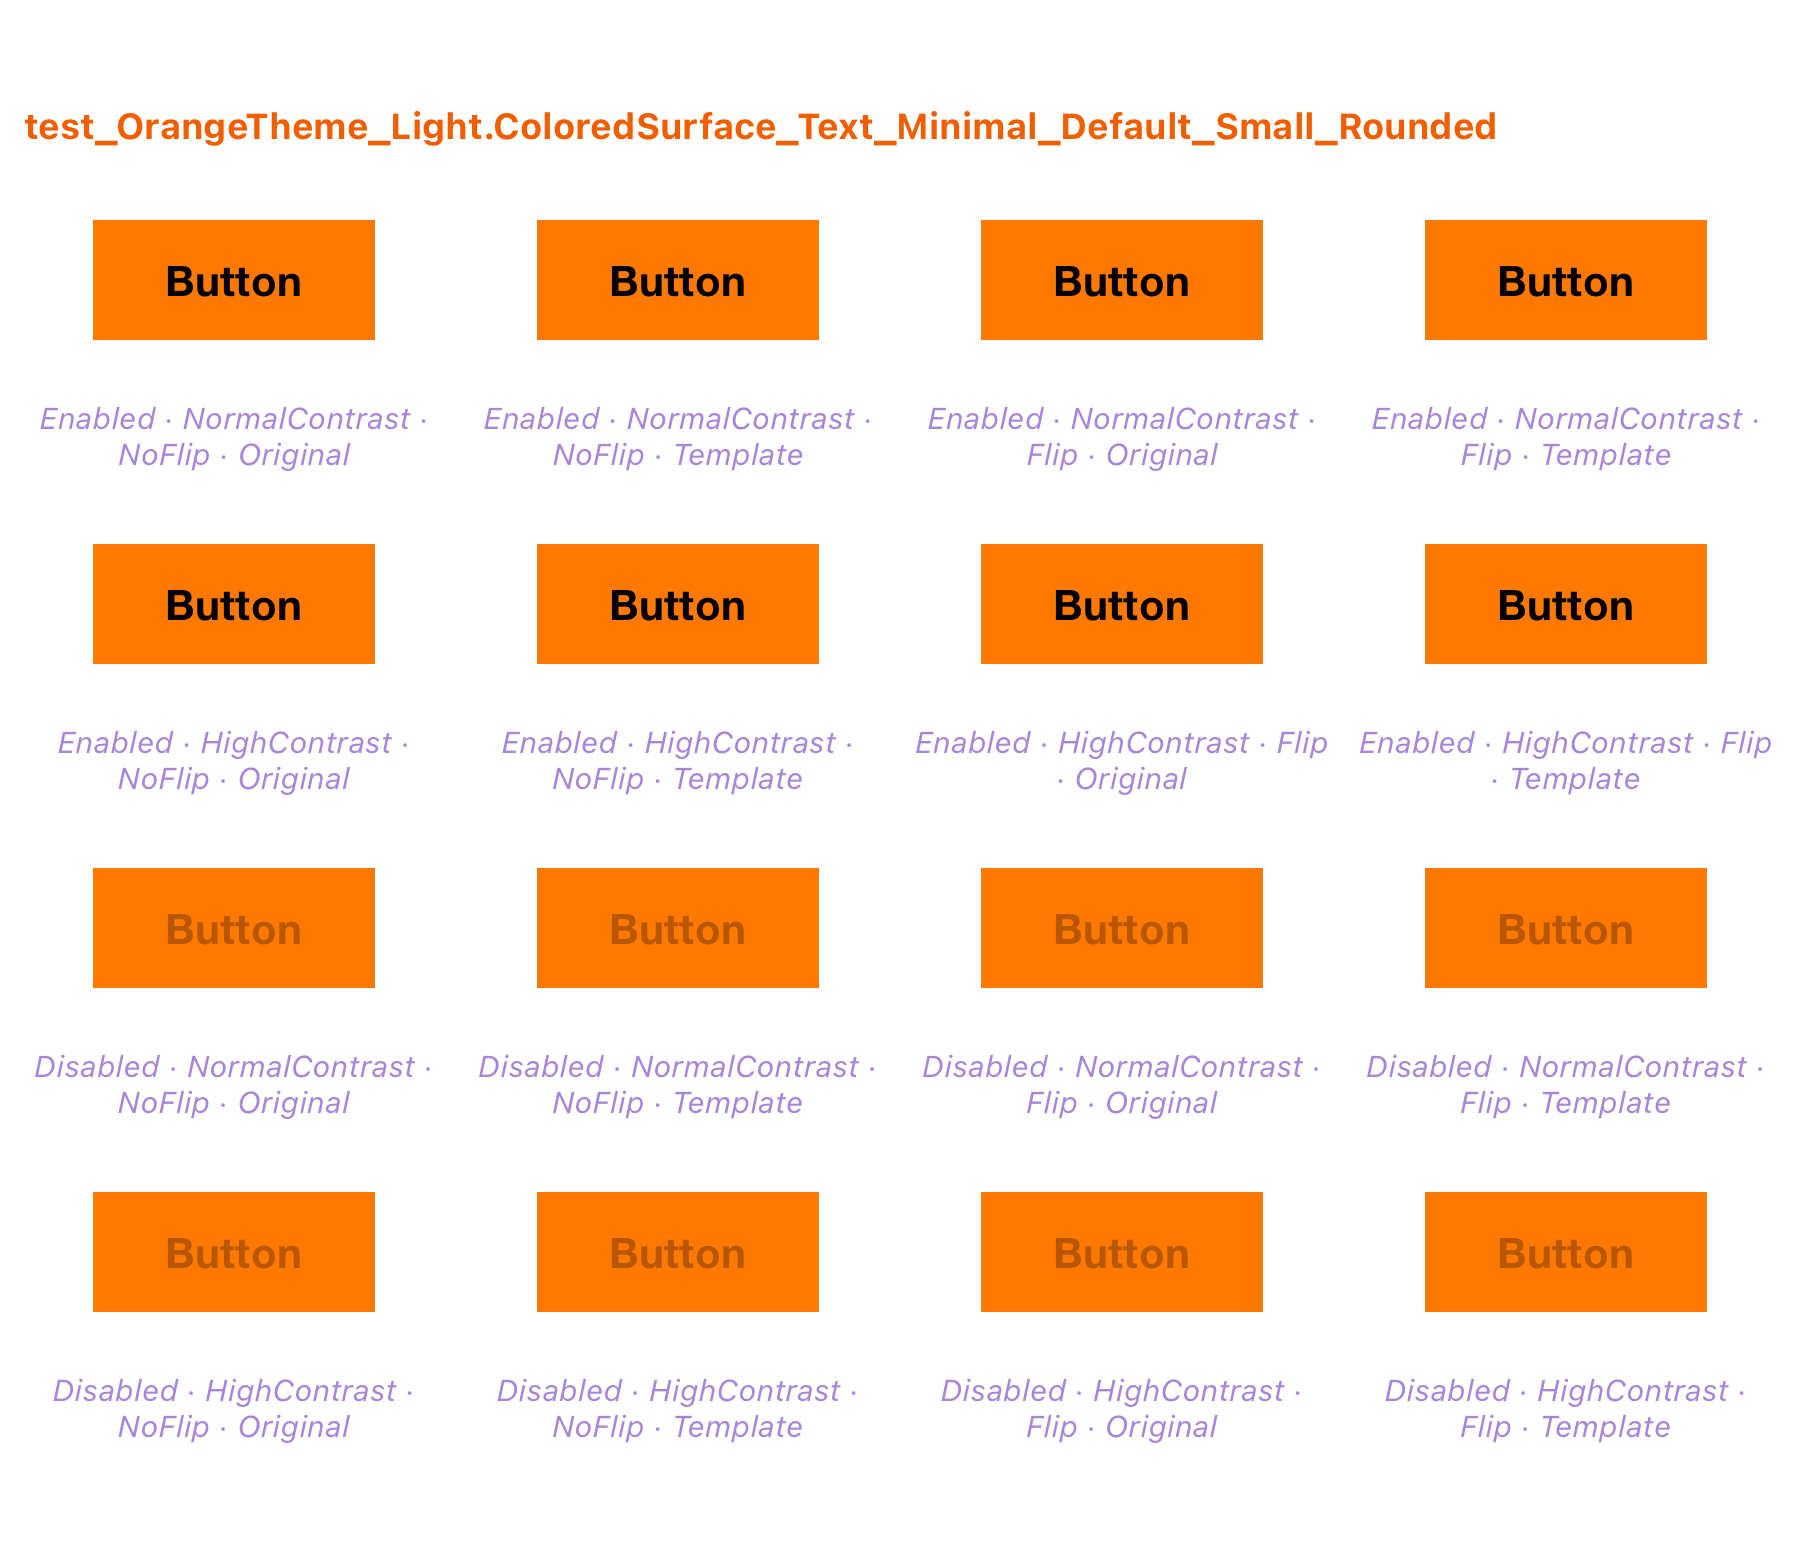 test_OrangeTheme_Light.ColoredSurface_Text_Minimal_Default_Small_Rounded
Button Button Button Button
Enabled · NormalContrast · Enabled · NormalContrast · Enabled · NormalContrast · Enabled · NormalContrast ·
NoFlip · Original NoFlip · Template Flip · Original Flip · Template
Button Button Button Button
Enabled · HighContrast · Enabled · HighContrast · Enabled · HighContrast · Flip Enabled · HighContrast · Flip
NoFlip · Original NoFlip · Template · Original · Template
Button Button Button Button
Disabled · NormalContrast · Disabled · NormalContrast · Disabled · NormalContrast · Disabled · NormalContrast ·
NoFlip · Original NoFlip · Template Flip · Original Flip · Template
Button Button Button Button
Disabled · HighContrast · Disabled · HighContrast · Disabled · HighContrast · Disabled · HighContrast ·
NoFlip · Original NoFlip · Template Flip · Original Flip · Template